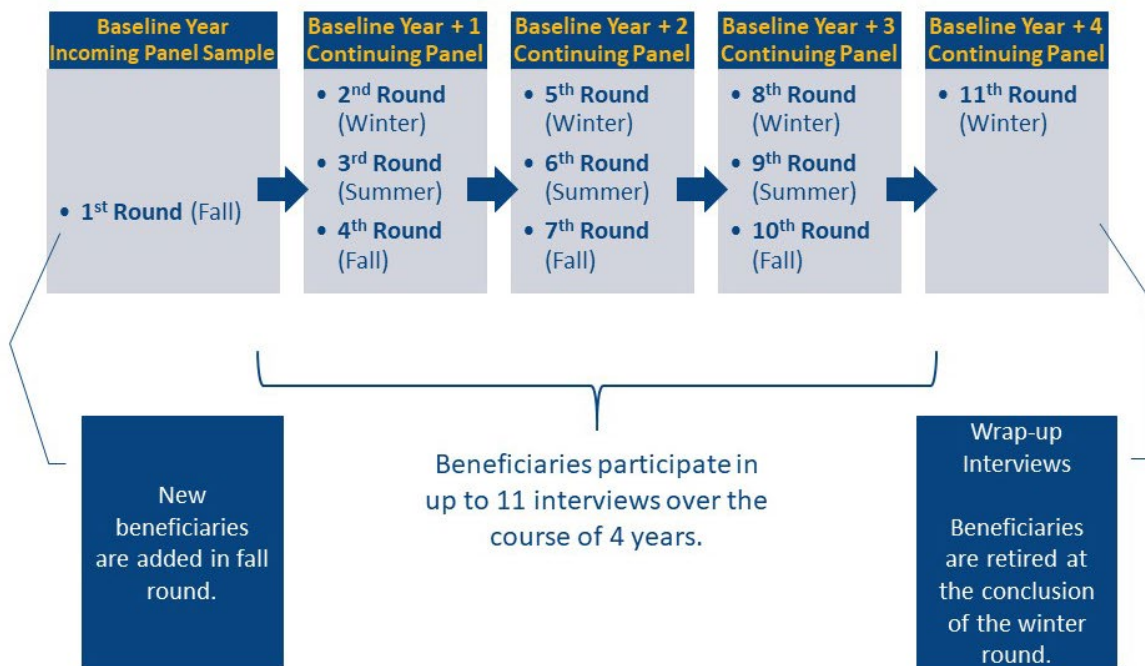 Baseline Year
Incoming Panel Sample
• 1st Round (Fall)
Baseline Year + 1
Continuing Panel
• 2nd Round
(Winter)
• 3rd Round
(Summer)
• 4th Round
(Fall)
Baseline Year + 2
Continuing Panel
• 5th Round
(Winter)
• 6th Round
(Summer)
• 7th Round
(Fall)
Baseline Year + 3
Continuing Panel
• 8th Round
(Winter)
• 9th Round
(Summer)
• 10th Round
(Fall)
Baseline Year + 4
Continuing Panel
• 11th Round
(Winter)
New
beneficiaries
are added in fall
round.
Beneficiaries participate in
up to 11 interviews over the
course of 4 years.
Wrap-up
Interviews
Beneficiaries
are retired at
the conclusion
of the winter
round.